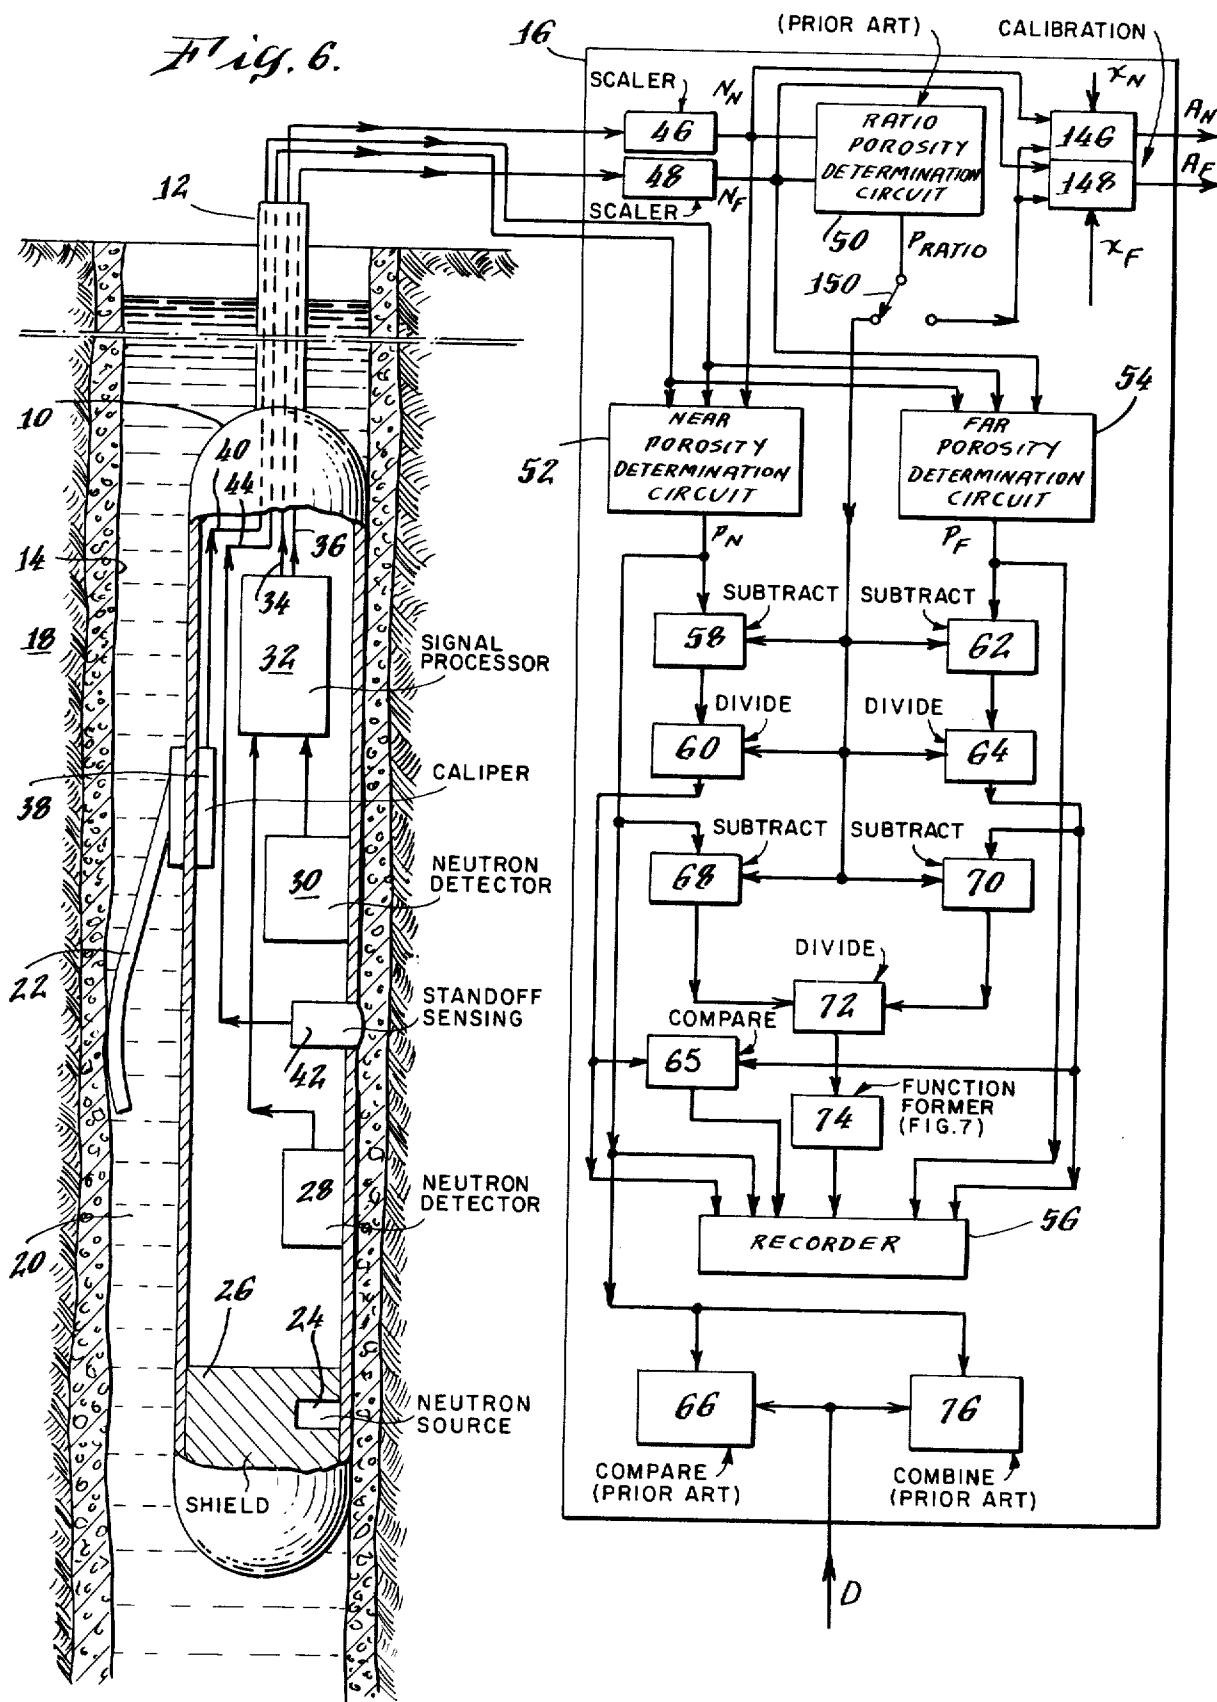 Fig. 6.
(PRIOR ART)
CALIBRATION
16
SCALER
N_N
x_N
46
RATIO
POROSITY
DETERMINATION
CIRCUIT
146
A_N
48
N_F
148
A_F
SCALER
12
50
P_RATIO
x_F
150
10
NEAR
POROSITY
DETERMINATION
CIRCUIT
FAR
POROSITY
DETERMINATION
CIRCUIT
54
52
40
44
36
P_N
P_F
14
34
SUBTRACT
SUBTRACT
58
62
18
32
SIGNAL
PROCESSOR
DIVIDE
DIVIDE
60
64
38
CALIPER
SUBTRACT
SUBTRACT
30
NEUTRON
DETECTOR
68
70
22
DIVIDE
72
STANDOFF
SENSING
COMPARE
42
65
FUNCTION
FORMER
(FIG.7)
74
28
NEUTRON
DETECTOR
56
20
RECORDER
26
24
NEUTRON
SOURCE
66
76
SHIELD
COMPARE
(PRIOR ART)
COMBINE
(PRIOR ART)
D